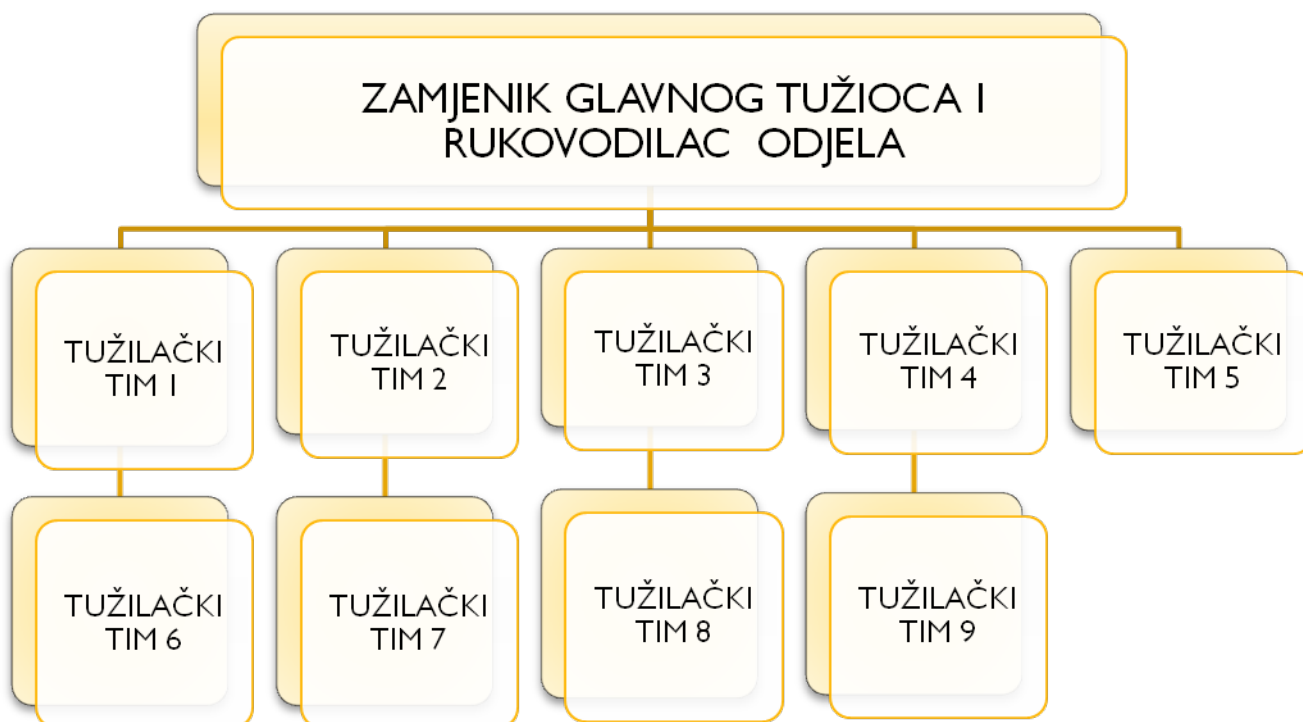 ZAMJENIK GLAVNOG TUŽIOCA I
RUKOVODILAC ODJELA
TUŽILAČKI
TIM 1
TUŽILAČKI
TIM 2
TUŽILAČKI
TIM 3
TUŽILAČKI
TIM 4
TUŽILAČKI
TIM 5
TUŽILAČKI
TIM 6
TUŽILAČKI
TIM 7
TUŽILAČKI
TIM 8
TUŽILAČKI
TIM 9